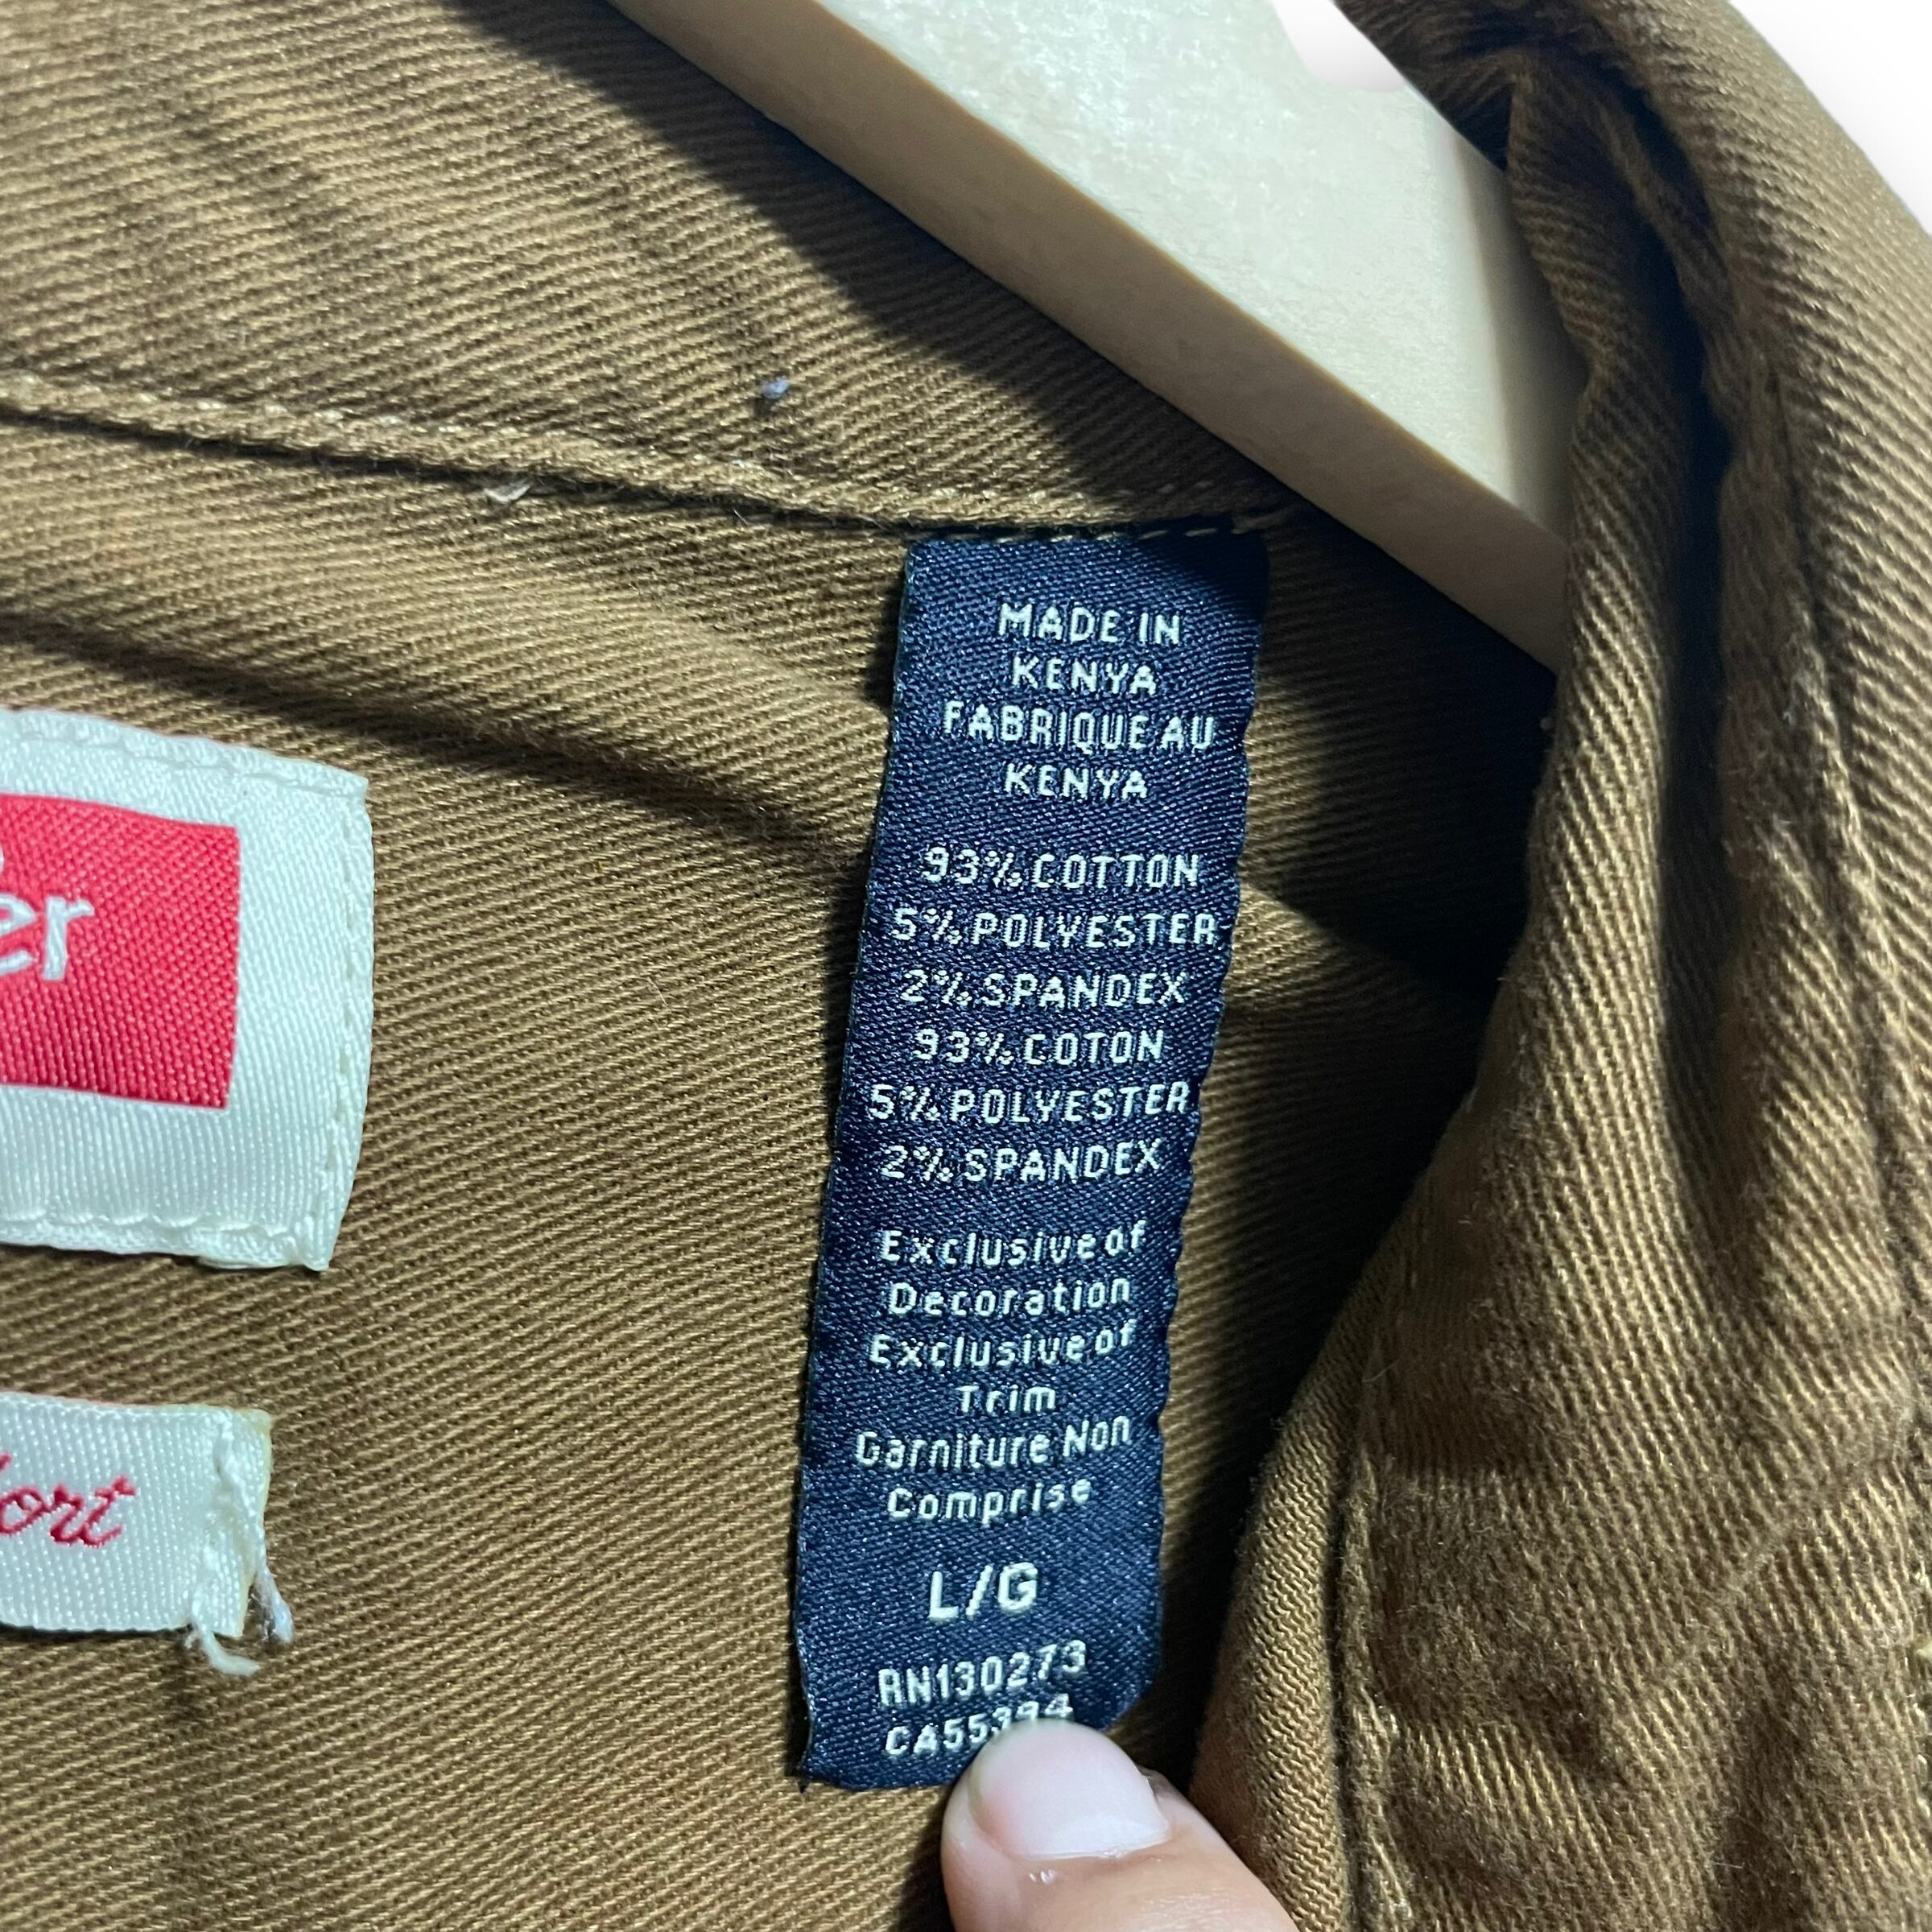 MADE IN
KENYA
FABRIQUE AU
KENYA
93% COTTON
5% POLYESTER
2% SPANDEX
93% COTON
5% POLYESTER
2% SPANDEX
Exclusive of
Decoration
Exclusive of
Trim
Garniture Non
Comprise
L/G
RN130273
CA55394
er
ort